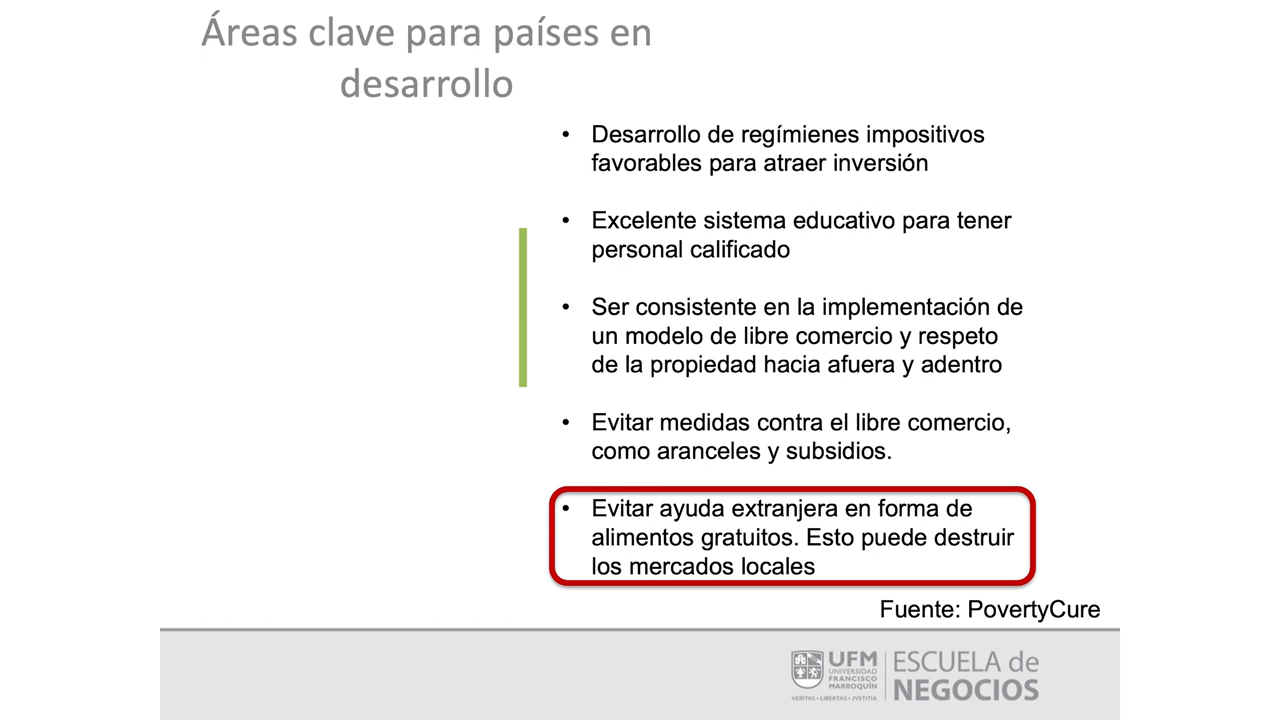 Áreas clave para países en
desarrollo
• Desarrollo de regímienes impositivos
favorables para atraer inversión
• Excelente sistema educativo para tener
personal calificado
• Ser consistente en la implementación de
un modelo de libre comercio y respeto
de la propiedad hacia afuera y adentro
• Evitar medidas contra el libre comercio,
como aranceles y subsidios.
• Evitar ayuda extranjera en forma de
alimentos gratuitos. Esto puede destruir
los mercados locales
Fuente: PovertyCure
UFM
UNIVERSIDAD
FRANCISCO
MARROQUÍN
VERITAS • LIBERTAS • JVSTITIA
ESCUELA de
NEGOCIOS